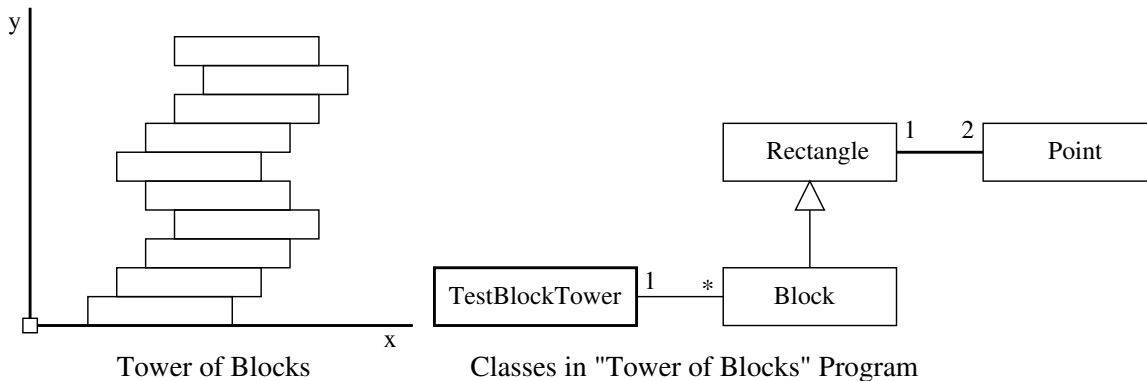 y
x
Tower of Blocks
Rectangle
1
2
Point
TestBlockTower
1
*
Block
Classes in "Tower of Blocks" Program